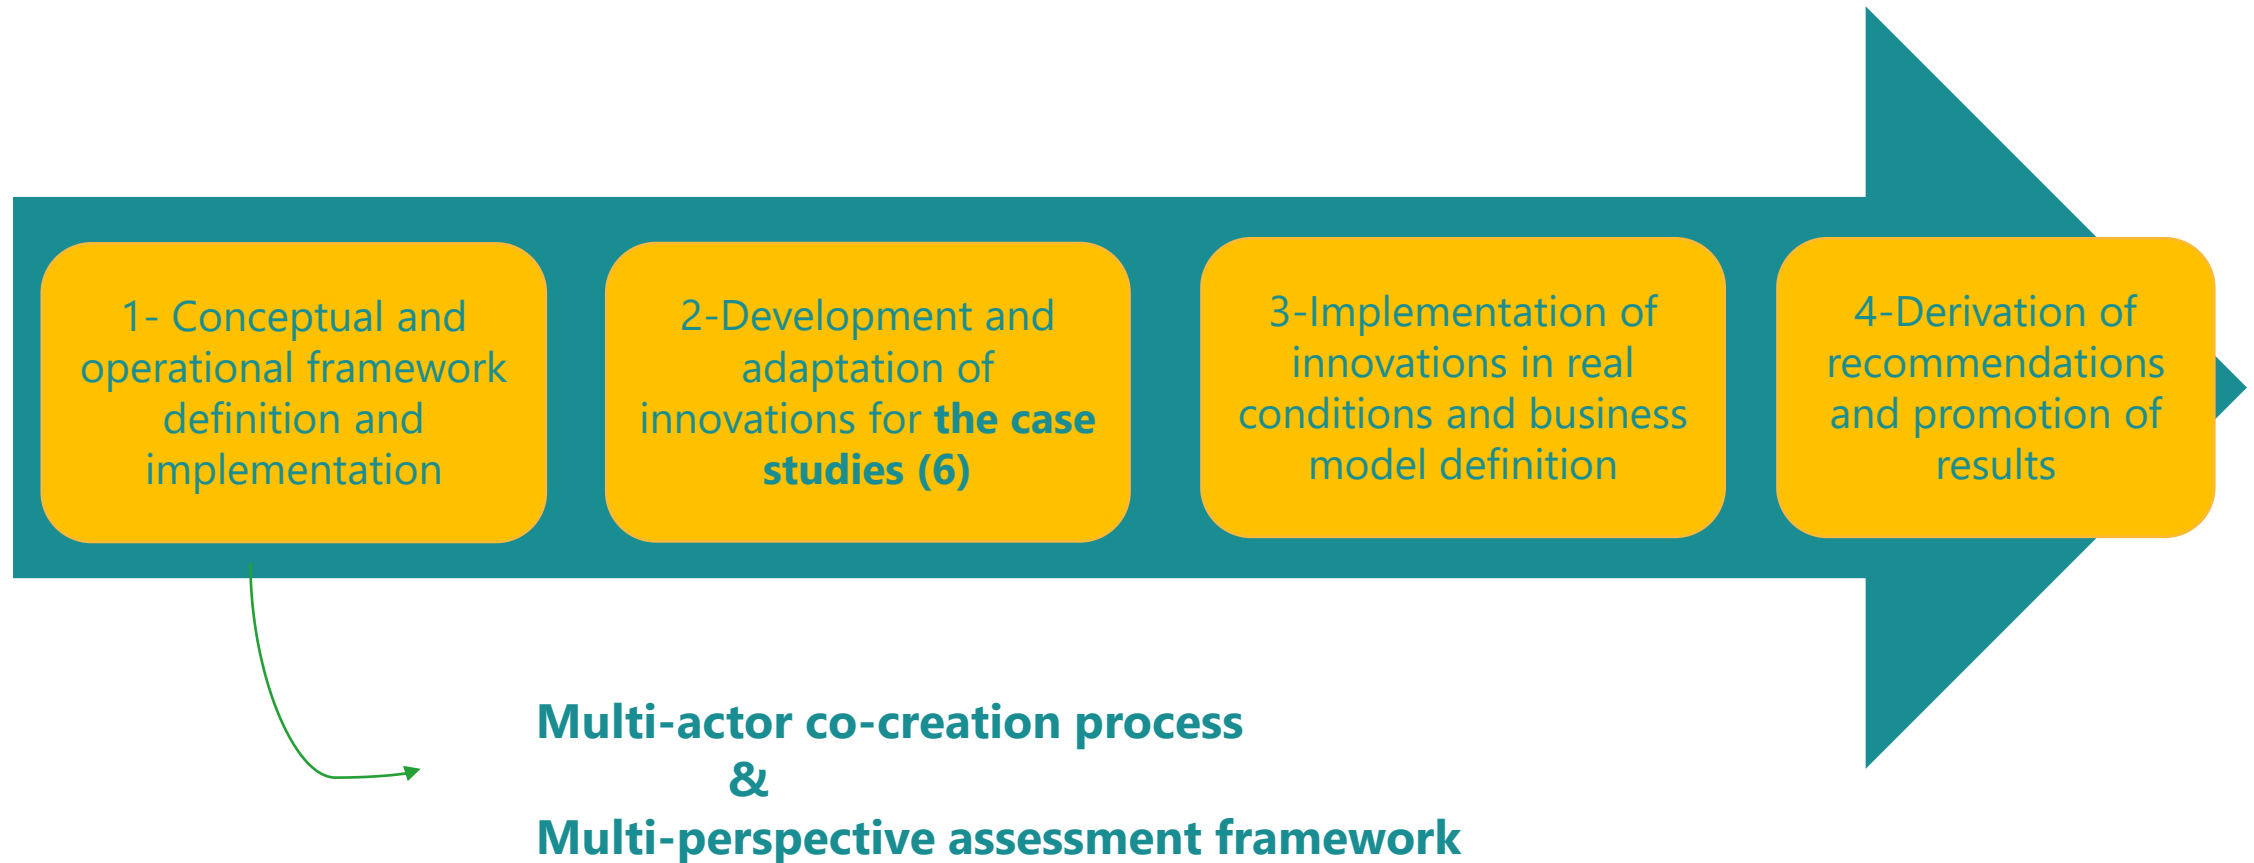 1- Conceptual and
operational framework
definition and
implementation
2-Development and
adaptation of
innovations for the case
studies (6)
3-Implementation of
innovations in real
conditions and business
model definition
4-Derivation of
recommendations
and promotion of
results
Multi-actor co-creation process
&
Multi-perspective assessment framework